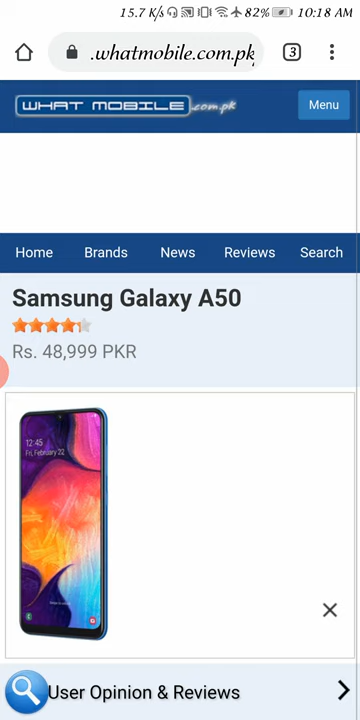 15.7 K/s 82% 10:18 AM
.whatmobile.com.pk 3
WHAT MOBILE .com.pk Menu
Home Brands News Reviews Search
Samsung Galaxy A50
Rs. 48,999 PKR
12:45
Fri, February 22
User Opinion & Reviews